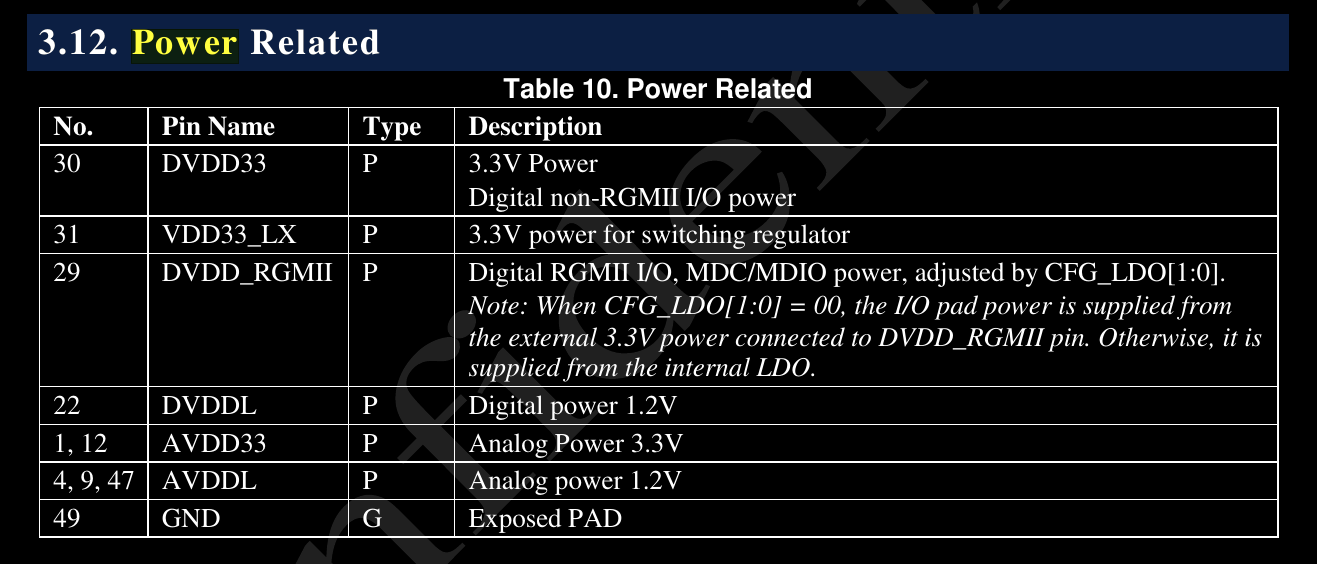 3.12. Power Related
Table 10. Power Related
No. Pin Name Type Description
30 DVDD33 P 3.3V Power
Digital non-RGMII I/O power
31 VDD33_LX P 3.3V power for switching regulator
29 DVDD_RGMII P Digital RGMII I/O, MDC/MDIO power, adjusted by CFG_LDO[1:0].
Note: When CFG_LDO[1:0] = 00, the I/O pad power is supplied from
the external 3.3V power connected to DVDD_RGMII pin. Otherwise, it is
supplied from the internal LDO.
22 DVDDL P Digital power 1.2V
1, 12 AVDD33 P Analog Power 3.3V
4, 9, 47 AVDDL P Analog power 1.2V
49 GND G Exposed PAD